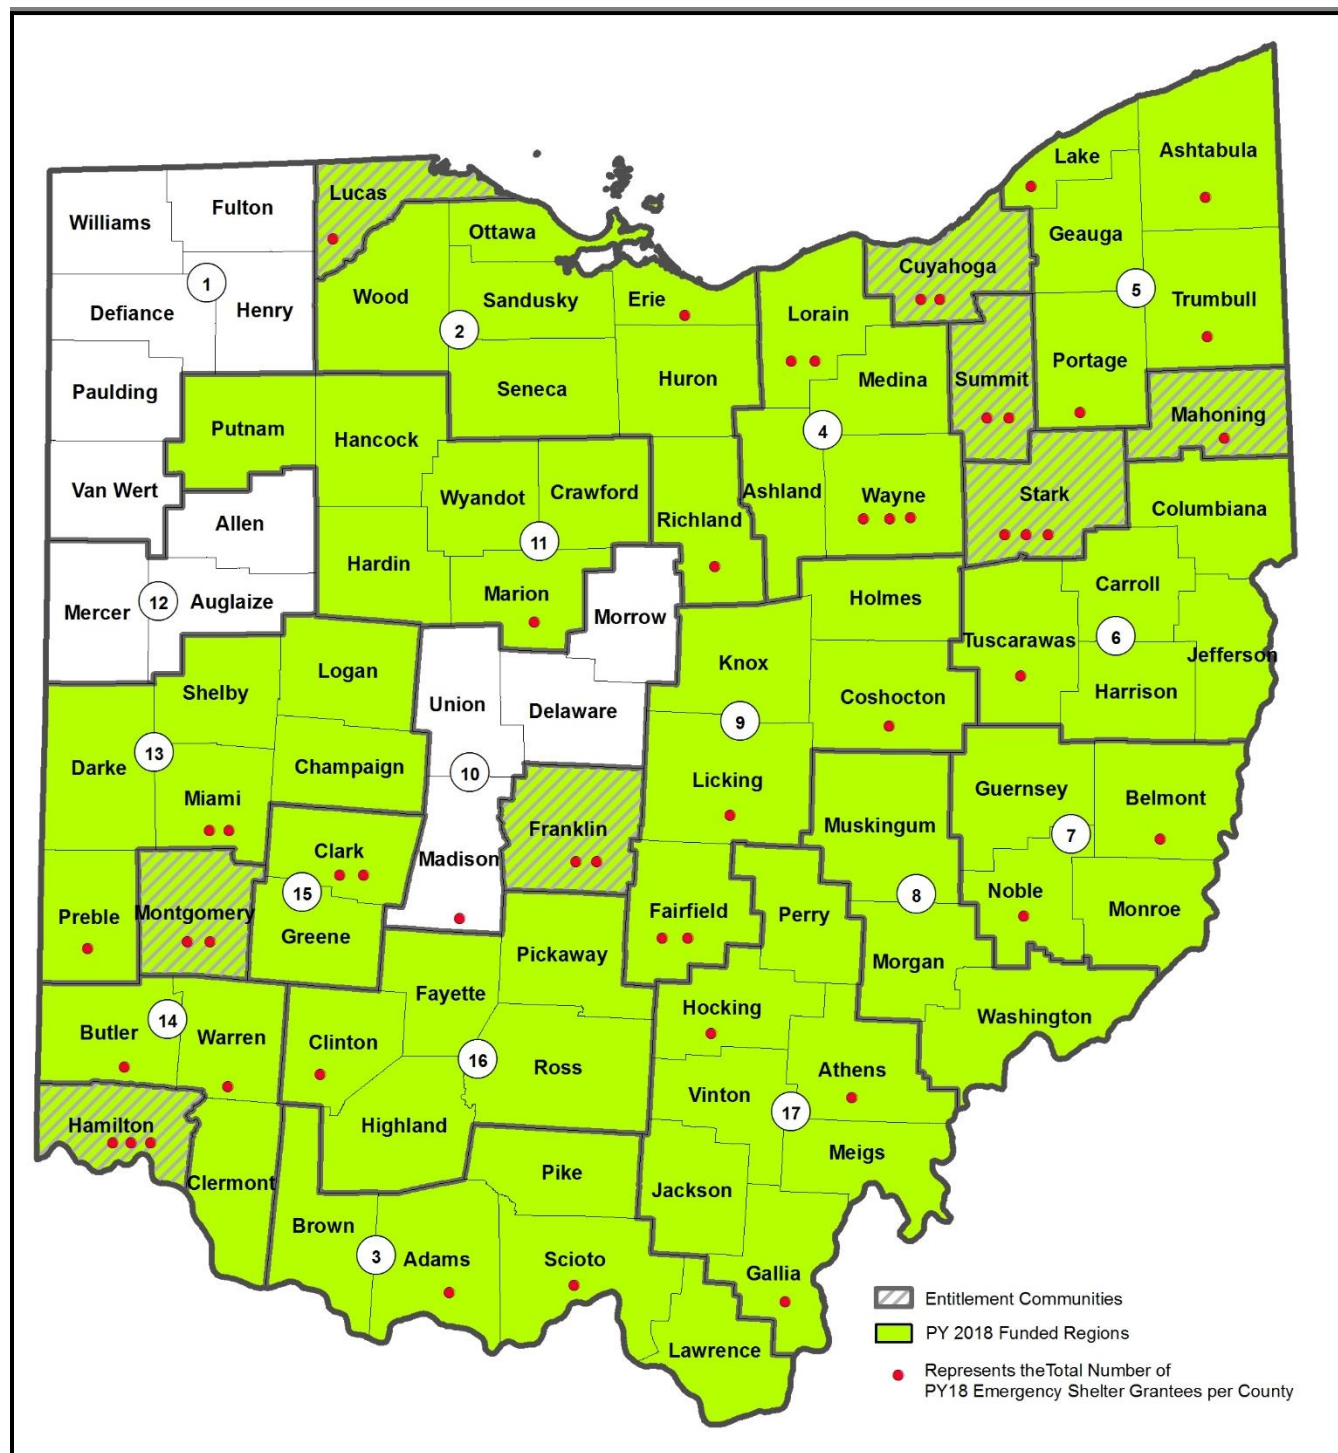 Lake
Ashtabula
Lucas
Fulton
Williams
Geauga
Ottawa
Cuyahoga
1
5
Wood
Sandusky
Erie
Trumbull
Defiance
Henry
Lorain
2
Portage
Summit
Medina
Huron
Seneca
Paulding
Mahoning
Putnam
Hancock
4
Van Wert
Wyandot
Crawford
Ashland
Wayne
Stark
Columbiana
Allen
Richland
11
Hardin
Carroll
Marion
Holmes
Mercer
12
Auglaize
Morrow
Tuscarawas
6
Jefferson
Knox
Logan
Shelby
Coshocton
Harrison
Union
Delaware
9
13
Darke
Champaign
10
Licking
Guernsey
Belmont
Miami
Muskingum
Franklin
7
Clark
Madison
15
8
Noble
Preble
Montgomery
Fairfield
Perry
Monroe
Greene
Pickaway
Morgan
Fayette
Hocking
Washington
14
Butler
Warren
Clinton
16
Ross
Athens
Vinton
17
Hamilton
Highland
Meigs
Clermont
Pike
Jackson
Brown
3
Adams
Scioto
Gallia
Lawrence
Entitlement Communities
PY 2018 Funded Regions
Represents theTotal Number of
PY18 Emergency Shelter Grantees per County